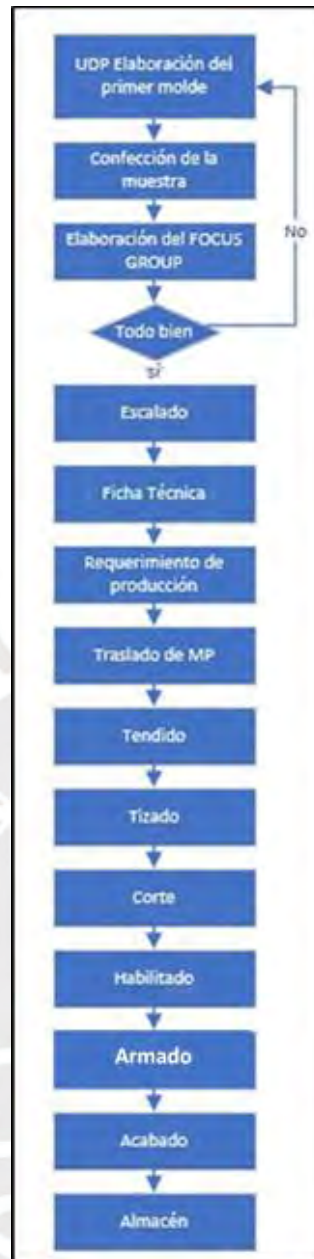 UDP Elaboración del
primer molde
Confección de la
muestra
Elaboración del FOCUS
GROUP
No
Todo bien
sí
Escalado
Ficha Técnica
Requerimiento de
producción
Traslado de MP
Tendido
Tizado
Corte
Habilitado
Armado
Acabado
Almacén